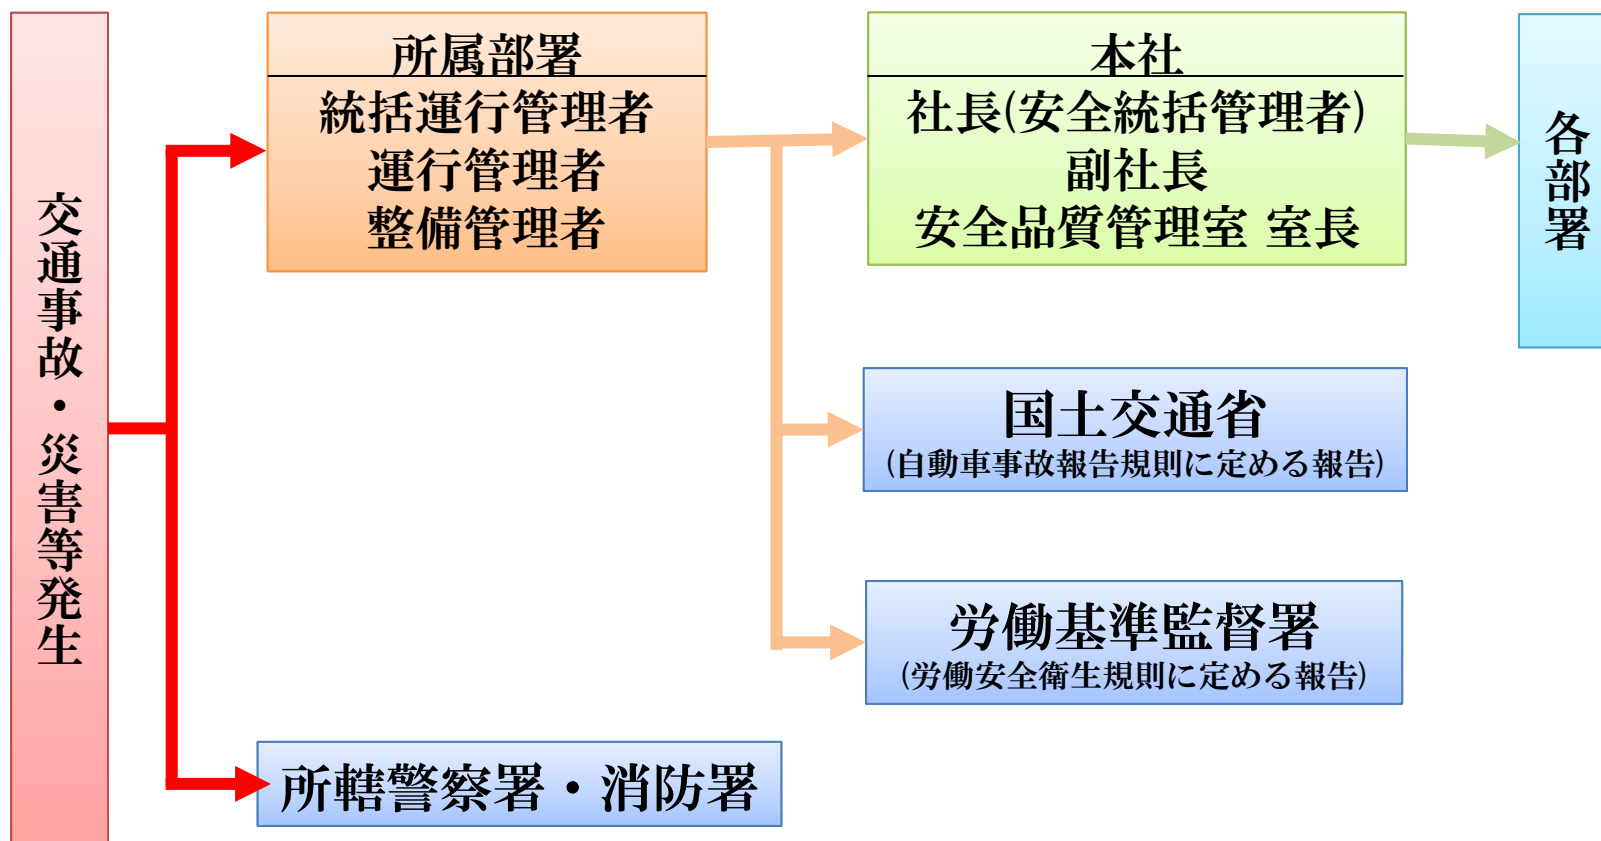 交通事故・災害等発生
所属部署
統括運行管理者
運行管理者
整備管理者
本社
社長(安全統括管理者)
副社長
安全品質管理室 室長
各部署
国土交通省
(自動車事故報告規則に定める報告)
労働基準監督署
(労働安全衛生規則に定める報告)
所轄警察署・消防署